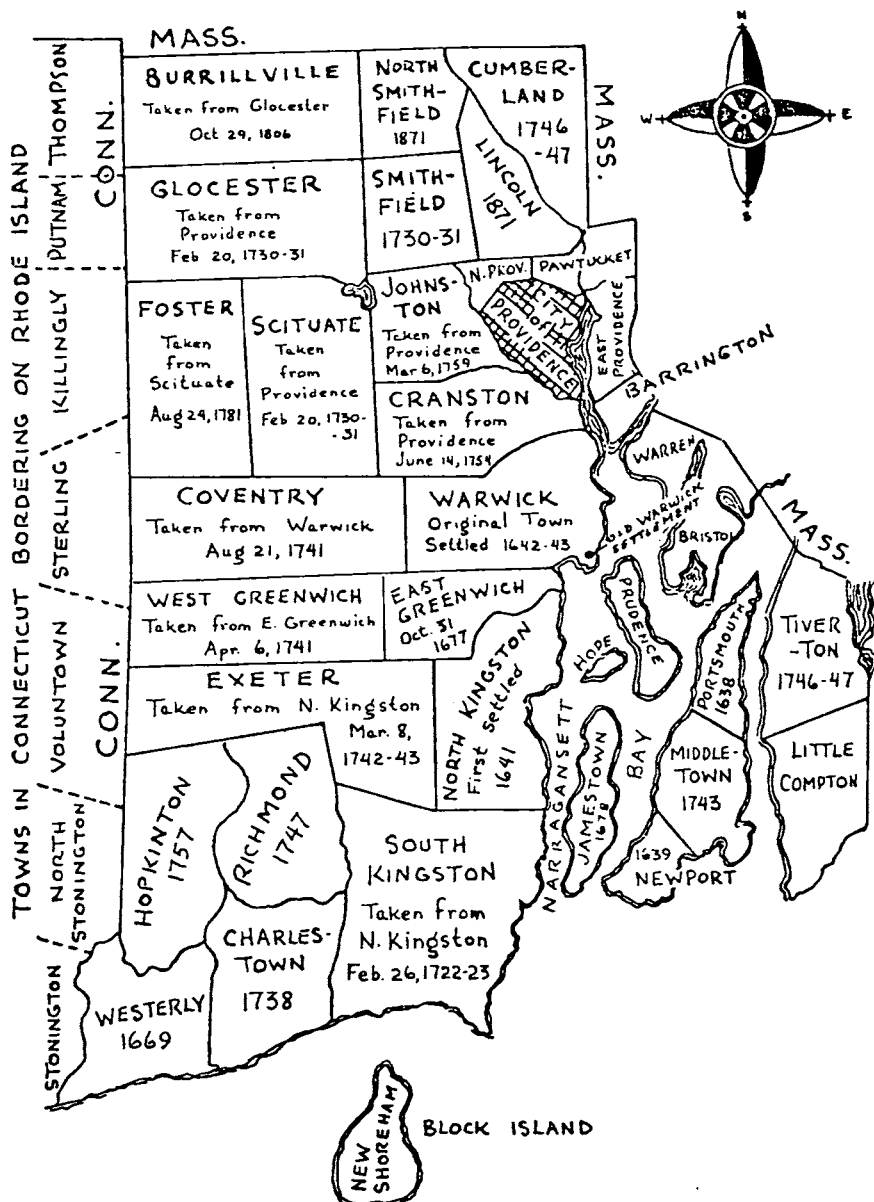 MASS.
N
W
E
S
MASS.
CONN.
TOWNS IN CONNECTICUT BORDERING ON RHODE ISLAND
THOMPSON
PUTNAM
KILLINGLY
STERLING
VOLUNTOWN
NORTH
STONINGTON
STONINGTON
CONN.
BURRILLVILLE
Taken from Glocester
Oct 29, 1806
NORTH
SMITH-
FIELD
1871
CUMBER-
LAND
1746
-47
LINCOLN
1871
GLOCESTER
Taken from
Providence
Feb 20, 1730-31
SMITH-
FIELD
1730-31
FOSTER
Taken
from
Scituate
Aug 24, 1781
SCITUATE
Taken
from
Providence
Feb 20, 1730-
-31
JOHNS-
TON
Taken from
Providence
Mar 6, 1759
N. PROV.
PAWTUCKET
CITY
of
PROVIDENCE
EAST
PROVIDENCE
BARRINGTON
CRANSTON
Taken from
Providence
June 14, 1754
WARREN
COVENTRY
Taken from Warwick
Aug 21, 1741
WARWICK
Original Town
Settled 1642-43
OLD WARWICK
SETTLEMENT
BRISTOL
MASS.
WEST GREENWICH
Taken from E. Greenwich
Apr. 6, 1741
EAST
GREENWICH
Oct. 31
1677
PRUDENCE
HOPE
PORTSMOUTH
1638
TIVER
-TON
1746-47
EXETER
Taken from N. Kingston
Mar. 8,
1742-43
NORTH KINGSTON
First Settled
1641
NARRAGANSETT
BAY
JAMESTOWN
1678
MIDDLE-
TOWN
1743
LITTLE
COMPTON
1639
NEWPORT
HOPKINTON
1757
RICHMOND
1747
SOUTH
KINGSTON
Taken from
N. Kingston
Feb. 26, 1722-23
CHARLES-
TOWN
1738
WESTERLY
1669
NEW
SHOREHAM
BLOCK ISLAND